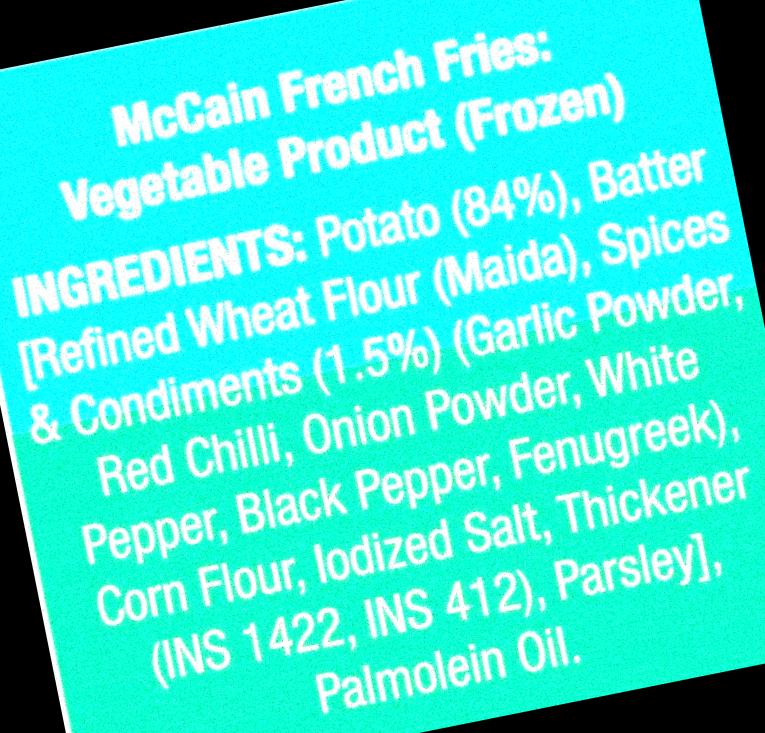 McCain French Fries:
Vegetable Product (Frozen)
INGREDIENTS: Potato (84%), Batter
[Refined Wheat Flour (Maida), Spices
& Condiments (1.5%) (Garlic Powder,
Red Chilli, Onion Powder, White
Pepper, Black Pepper, Fenugreek),
Corn Flour, Iodized Salt, Thickener
(INS 1422, INS 412), Parsley],
Palmolein Oil.